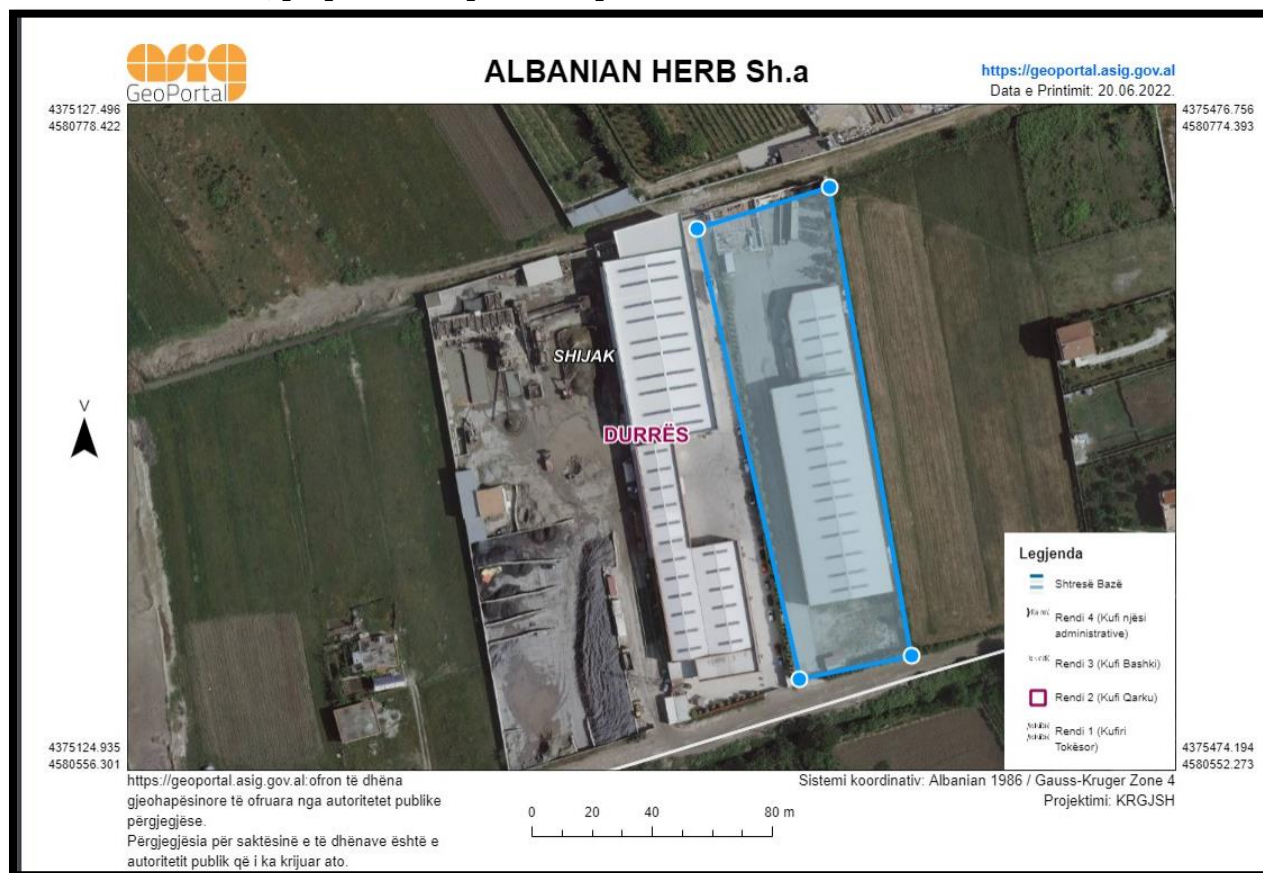 asig
GeoPortal
ALBANIAN HERB Sh.a
https://geoportal.asig.gov.al
Data e Printimit: 20.06.2022.
4375127.496
4580778.422
4375476.756
4580774.393
SHIJAK
DURRËS
V
Legjenda
Shtresë Bazë
Rendi 4 (Kufi njësi
administrative)
Rendi 3 (Kufi Bashki)
Rendi 2 (Kufi Qarku)
Rendi 1 (Kufiri
Tokësor)
4375124.935
4580556.301
4375474.194
4580552.273
https://geoportal.asig.gov.al:ofron të dhëna
gjeohapësinore të ofruara nga autoritetet publike
përgjegjëse.
Përgjegjësia për saktësinë e të dhënave është e
autoritetit publik që i ka krijuar ato.
0 20 40 80 m
Sistemi koordinativ: Albanian 1986 / Gauss-Kruger Zone 4
Projektimi: KRGJSH